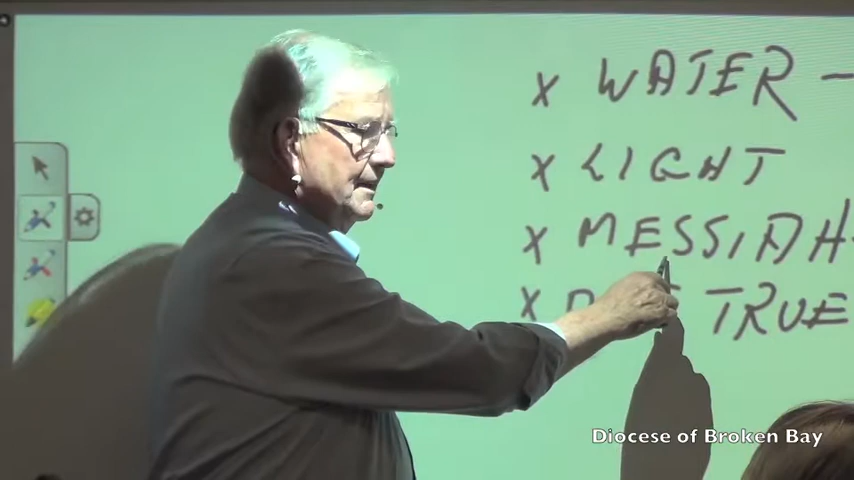 x WATER -
x LIGHT
x MESSIAH
x TRUE
Diocese of Broken Bay